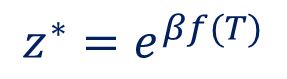 z* = e^{βf(T)}